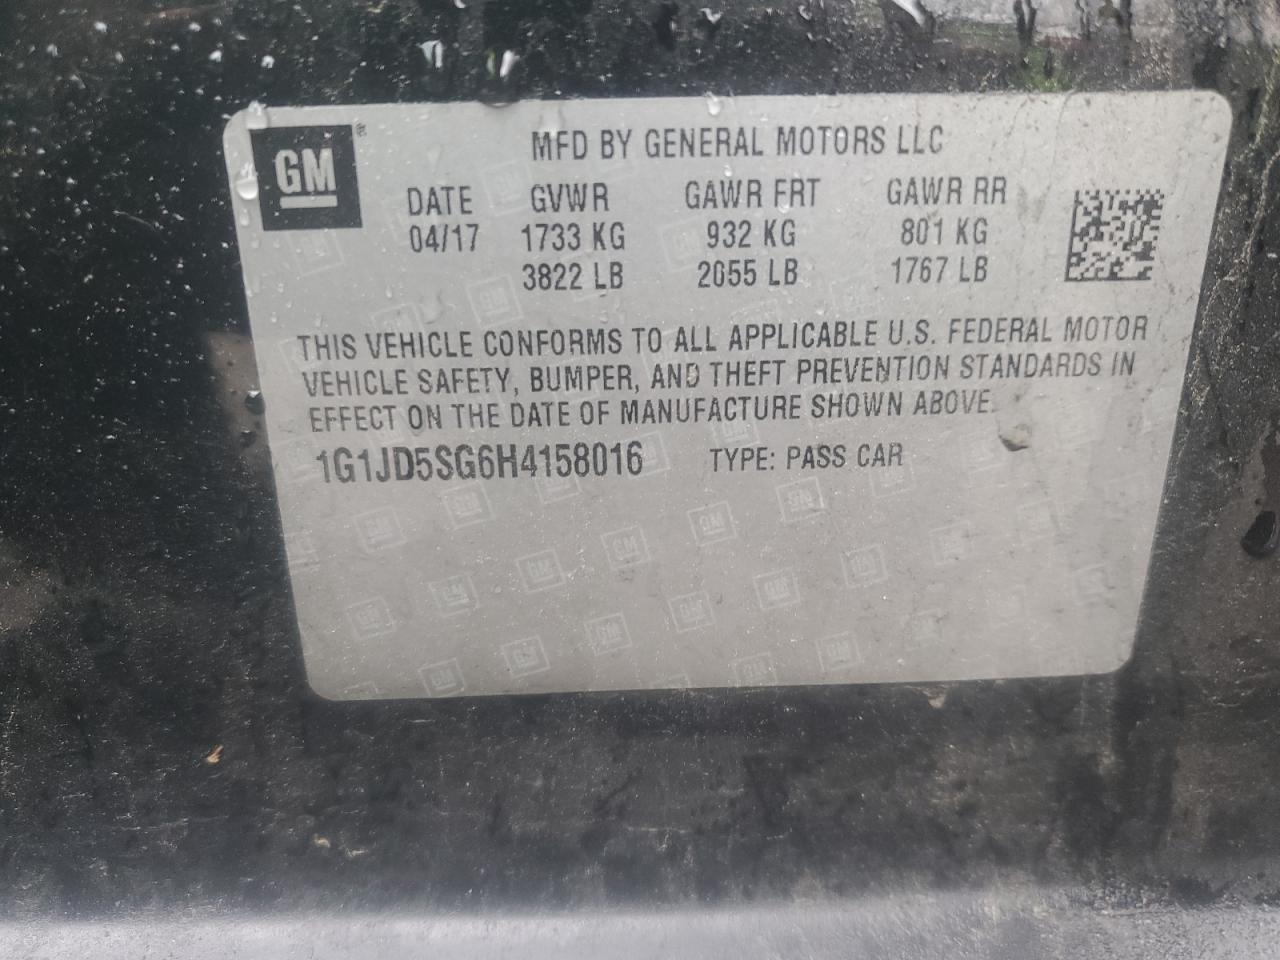 GM
MFD BY GENERAL MOTORS LLC
DATE GVWR GAWR FRT GAWR RR
04/17 1733 KG 932 KG 801 KG
3822 LB 2055 LB 1767 LB
THIS VEHICLE CONFORMS TO ALL APPLICABLE U.S. FEDERAL MOTOR
VEHICLE SAFETY, BUMPER, AND THEFT PREVENTION STANDARDS IN
EFFECT ON THE DATE OF MANUFACTURE SHOWN ABOVE.
1G1JD5SG6H4158016 TYPE: PASS CAR